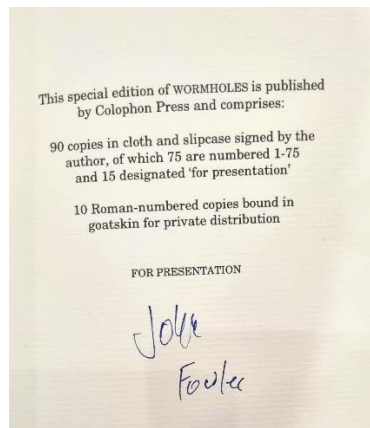 This special edition of WORMHOLES is published
by Colophon Press and comprises:
90 copies in cloth and slipcase signed by the
author, of which 75 are numbered 1-75
and 15 designated ‘for presentation’
10 Roman-numbered copies bound in
goatskin for private distribution
FOR PRESENTATION
John
Fowles